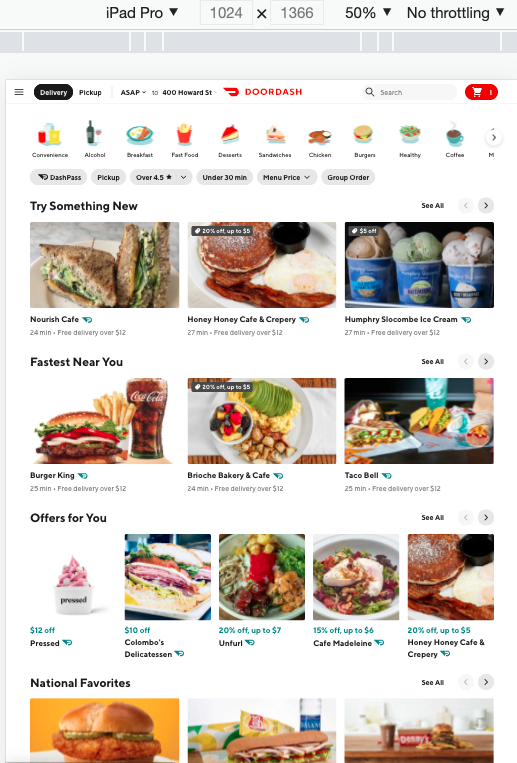 iPad Pro ▼ 1024 × 1366 50% ▼ No throttling ▼
Delivery Pickup ASAP to 400 Howard St DOORDASH Search 1
Convenience Alcohol Breakfast Fast Food Desserts Sandwiches Chicken Burgers Healthy Coffee M
DashPass Pickup Over 4.5 ★ Under 30 min Menu Price Group Order
Try Something New See All
20% off, up to $5 $5 off
Nourish Cafe Honey Honey Cafe & Crepery Humphry Slocombe Ice Cream
24 min • Free delivery over $12 27 min • Free delivery over $12 27 min • Free delivery over $12
Fastest Near You See All
20% off, up to $5
Coca-Cola
Burger King Brioche Bakery & Cafe Taco Bell
25 min • Free delivery over $12 24 min • Free delivery over $12 25 min • Free delivery over $12
Offers for You See All
pressed
$12 off $10 off 20% off, up to $7 15% off, up to $6 20% off, up to $5
Pressed Colombo's Unfurl Cafe Madeleine Honey Honey Cafe &
Delicatessen Crepery
National Favorites See All
Denny's